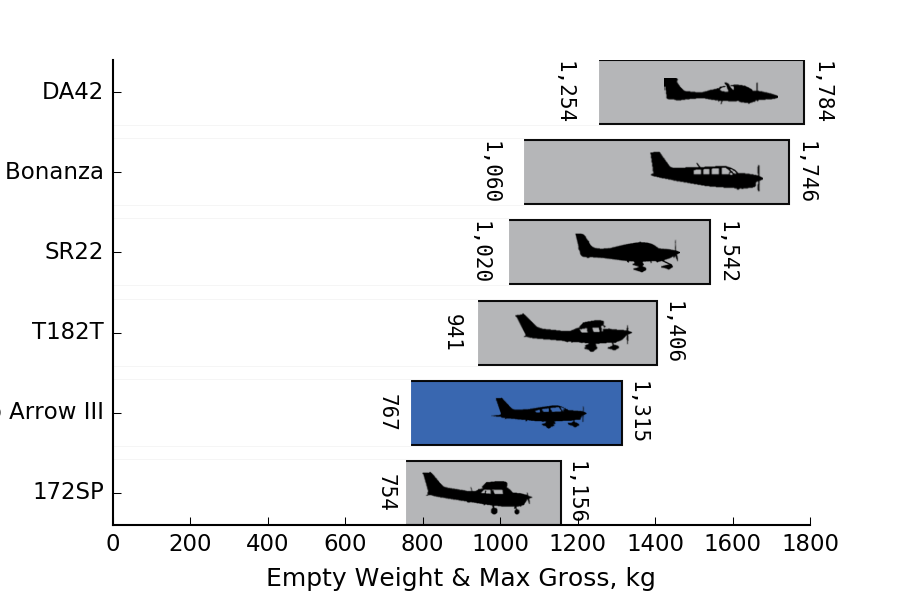 DA42
1,254
1,784
Bonanza
1,060
1,746
SR22
1,020
1,542
T182T
941
1,406
Arrow III
767
1,315
172SP
754
1,156
0 200 400 600 800 1000 1200 1400 1600 1800
Empty Weight & Max Gross, kg